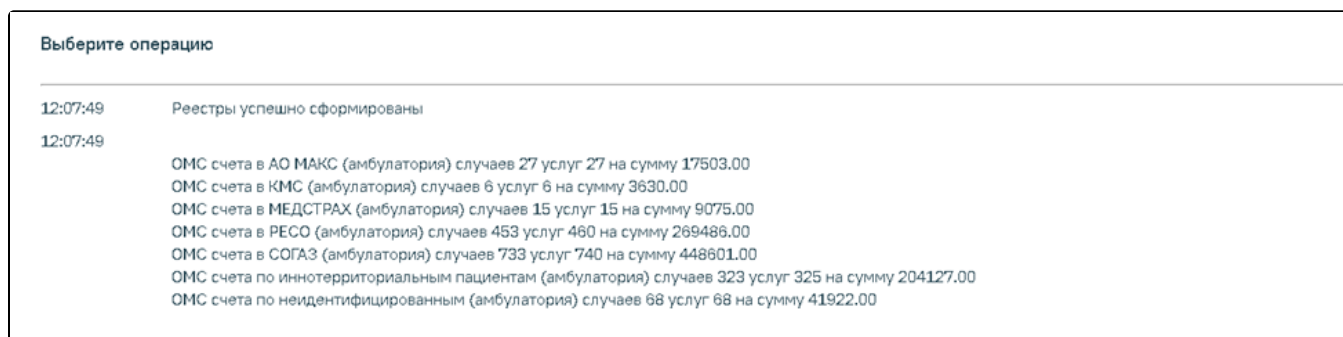 Выберите операцию
12:07:49 Реестры успешно сформированы
12:07:49
ОМС счета в АО МАКС (амбулатория) случаев 27 услуг 27 на сумму 17503.00
ОМС счета в КМС (амбулатория) случаев 6 услуг 6 на сумму 3630.00
ОМС счета в МЕДСТРАХ (амбулатория) случаев 15 услуг 15 на сумму 9075.00
ОМС счета в РЕСО (амбулатория) случаев 453 услуг 460 на сумму 269486.00
ОМС счета в СОГАЗ (амбулатория) случаев 733 услуг 740 на сумму 448601.00
ОМС счета по иннотерриториальным пациентам (амбулатория) случаев 323 услуг 325 на сумму 204127.00
ОМС счета по неидентифицированным (амбулатория) случаев 68 услуг 68 на сумму 41922.00